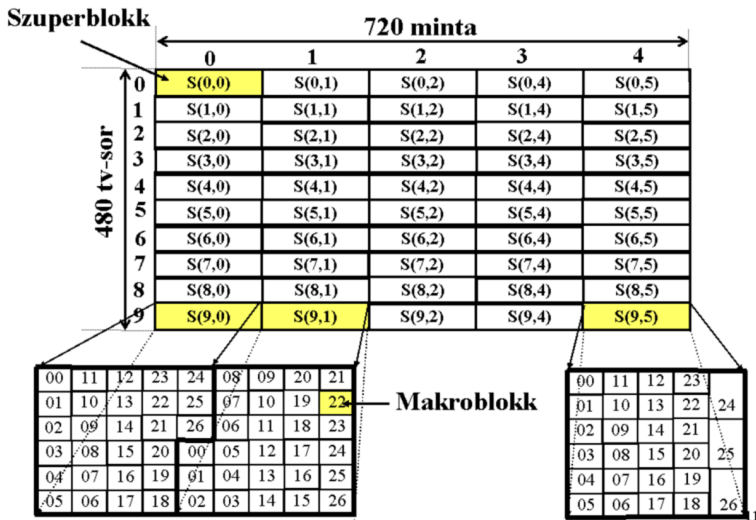 Szuperblokk
720 minta
0 1 2 3 4
480 tv-sor
0 S(0,0) S(0,1) S(0,2) S(0,4) S(0,5)
1 S(1,0) S(1,1) S(1,2) S(1,4) S(1,5)
2 S(2,0) S(2,1) S(2,2) S(2,4) S(2,5)
3 S(3,0) S(3,1) S(3,2) S(3,4) S(3,5)
4 S(4,0) S(4,1) S(4,2) S(4,4) S(4,5)
5 S(5,0) S(5,1) S(5,2) S(5,4) S(5,5)
6 S(6,0) S(6,1) S(6,2) S(6,4) S(6,5)
7 S(7,0) S(7,1) S(7,2) S(7,4) S(7,5)
8 S(8,0) S(8,1) S(8,2) S(8,4) S(8,5)
9 S(9,0) S(9,1) S(9,2) S(9,4) S(9,5)
00 11 12 23 24 08 09 20 21
01 10 13 22 25 07 10 19 22
02 09 14 21 26 06 11 18 23
03 08 15 20 00 05 12 17 24
04 07 16 19 01 04 13 16 25
05 06 17 18 02 03 14 15 26
Makroblokk
00 11 12 23
01 10 13 22 24
02 09 14 21
03 08 15 20 25
04 07 16 19
05 06 17 18 26